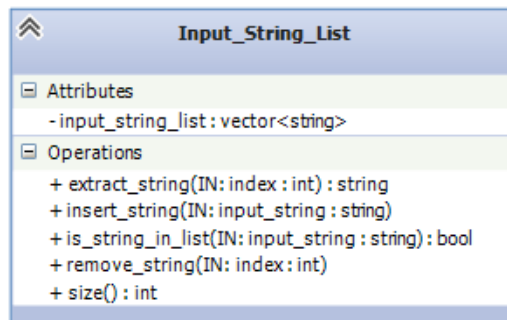 Input_String_List
Attributes
- input_string_list : vector<string>
Operations
+ extract_string(IN: index : int) : string
+ insert_string(IN: input_string : string)
+ is_string_in_list(IN: input_string : string) : bool
+ remove_string(IN: index : int)
+ size() : int